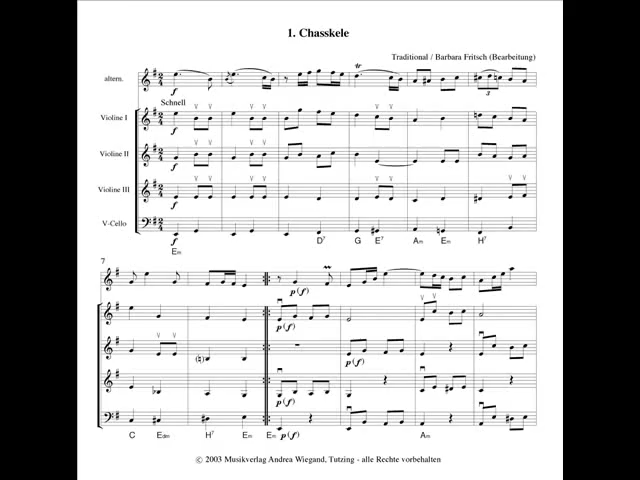 1. Chasskele
Traditional / Barbara Fritsch (Bearbeitung)
altern.
f
Schnell
Violine I
f
Violine II
f
Violine III
f
V-Cello
f
Em D7 G E7 Am Em H7
7
p (f)
p (f)
p (f)
p (f)
p (f)
C Edim H7 Em Em Am
© 2003 Musikverlag Andrea Wiegand, Tutzing - alle Rechte vorbehalten